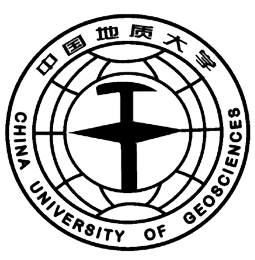 中国地质大学
CHINA UNIVERSITY OF GEOSCIENCES